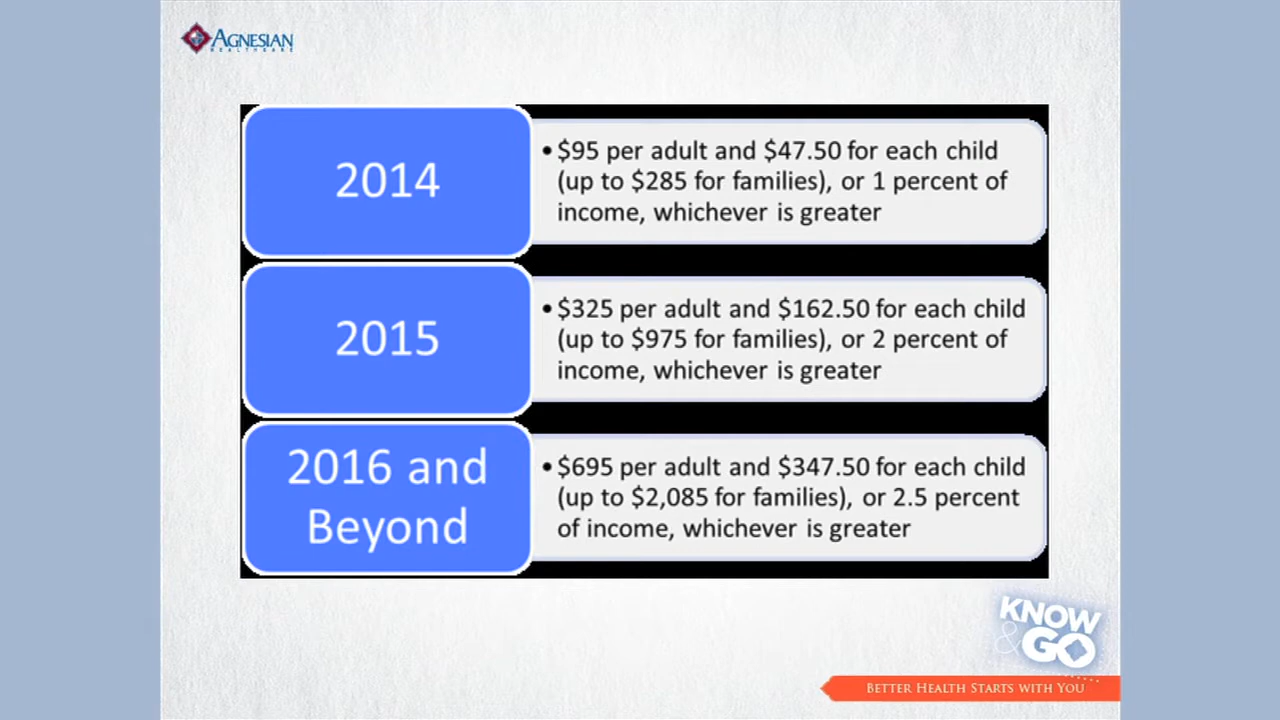 AGNESIAN
HEALTHCARE
2014
•$95 per adult and $47.50 for each child
(up to $285 for families), or 1 percent of
income, whichever is greater
2015
•$325 per adult and $162.50 for each child
(up to $975 for families), or 2 percent of
income, whichever is greater
2016 and
Beyond
•$695 per adult and $347.50 for each child
(up to $2,085 for families), or 2.5 percent
of income, whichever is greater
KNOW
&GO
BETTER HEALTH STARTS WITH YOU